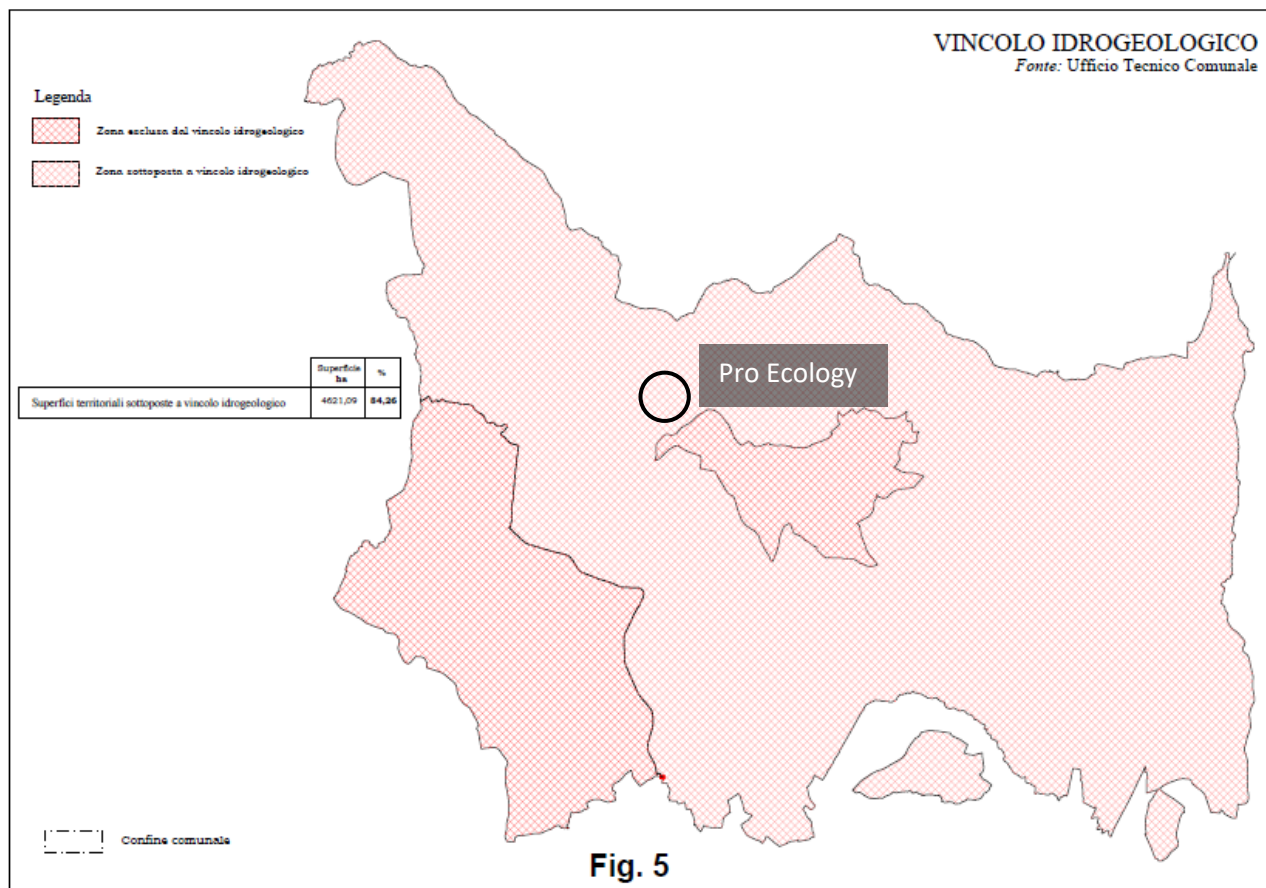 VINCOLO IDROGEOLOGICO
Fonte: Ufficio Tecnico Comunale
Legenda
Zona esclusa dal vincolo idrogeologico
Zona sottoposta a vincolo idrogeologico
Pro Ecology
Superficie ha %
Superfici territoriali sottoposte a vincolo idrogeologico 4621,09 84,26
Confine comunale
Fig. 5